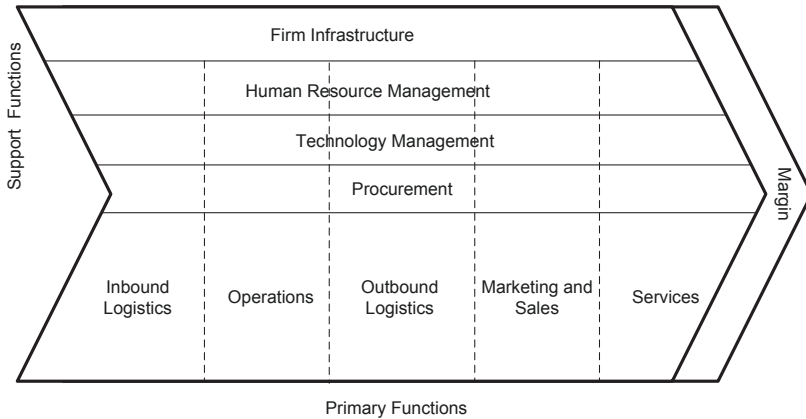 Support Functions
Firm Infrastructure
Human Resource Management
Technology Management
Procurement
Margin
Inbound
Logistics
Operations
Outbound
Logistics
Marketing and
Sales
Services
Primary Functions